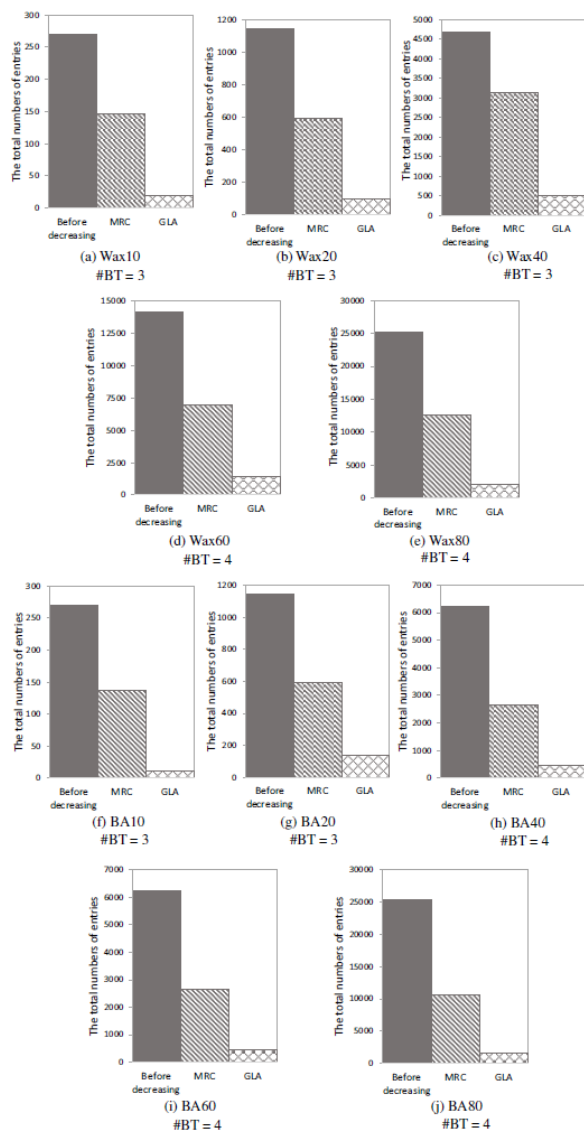 The total numbers of entries
300
250
200
150
100
50
0
Before decreasing MRC GLA
(a) Wax10
#BT = 3
The total numbers of entries
1200
1000
800
600
400
200
0
Before decreasing MRC GLA
(b) Wax20
#BT = 3
The total numbers of entries
5000
4500
4000
3500
3000
2500
2000
1500
1000
500
0
Before decreasing MRC GLA
(c) Wax40
#BT = 3
The total numbers of entries
15000
12500
10000
7500
5000
2500
0
Before decreasing MRC GLA
(d) Wax60
#BT = 4
The total numbers of entries
30000
25000
20000
15000
10000
5000
0
Before decreasing MRC GLA
(e) Wax80
#BT = 4
The total numbers of entries
300
250
200
150
100
50
0
Before decreasing MRC GLA
(f) BA10
#BT = 3
The total numbers of entries
1200
1000
800
600
400
200
0
Before decreasing MRC GLA
(g) BA20
#BT = 3
The total numbers of entries
7000
6000
5000
4000
3000
2000
1000
0
Before decreasing MRC GLA
(h) BA40
#BT = 4
The total numbers of entries
7000
6000
5000
4000
3000
2000
1000
0
Before decreasing MRC GLA
(i) BA60
#BT = 4
The total numbers of entries
30000
25000
20000
15000
10000
5000
0
Before decreasing MRC GLA
(j) BA80
#BT = 4